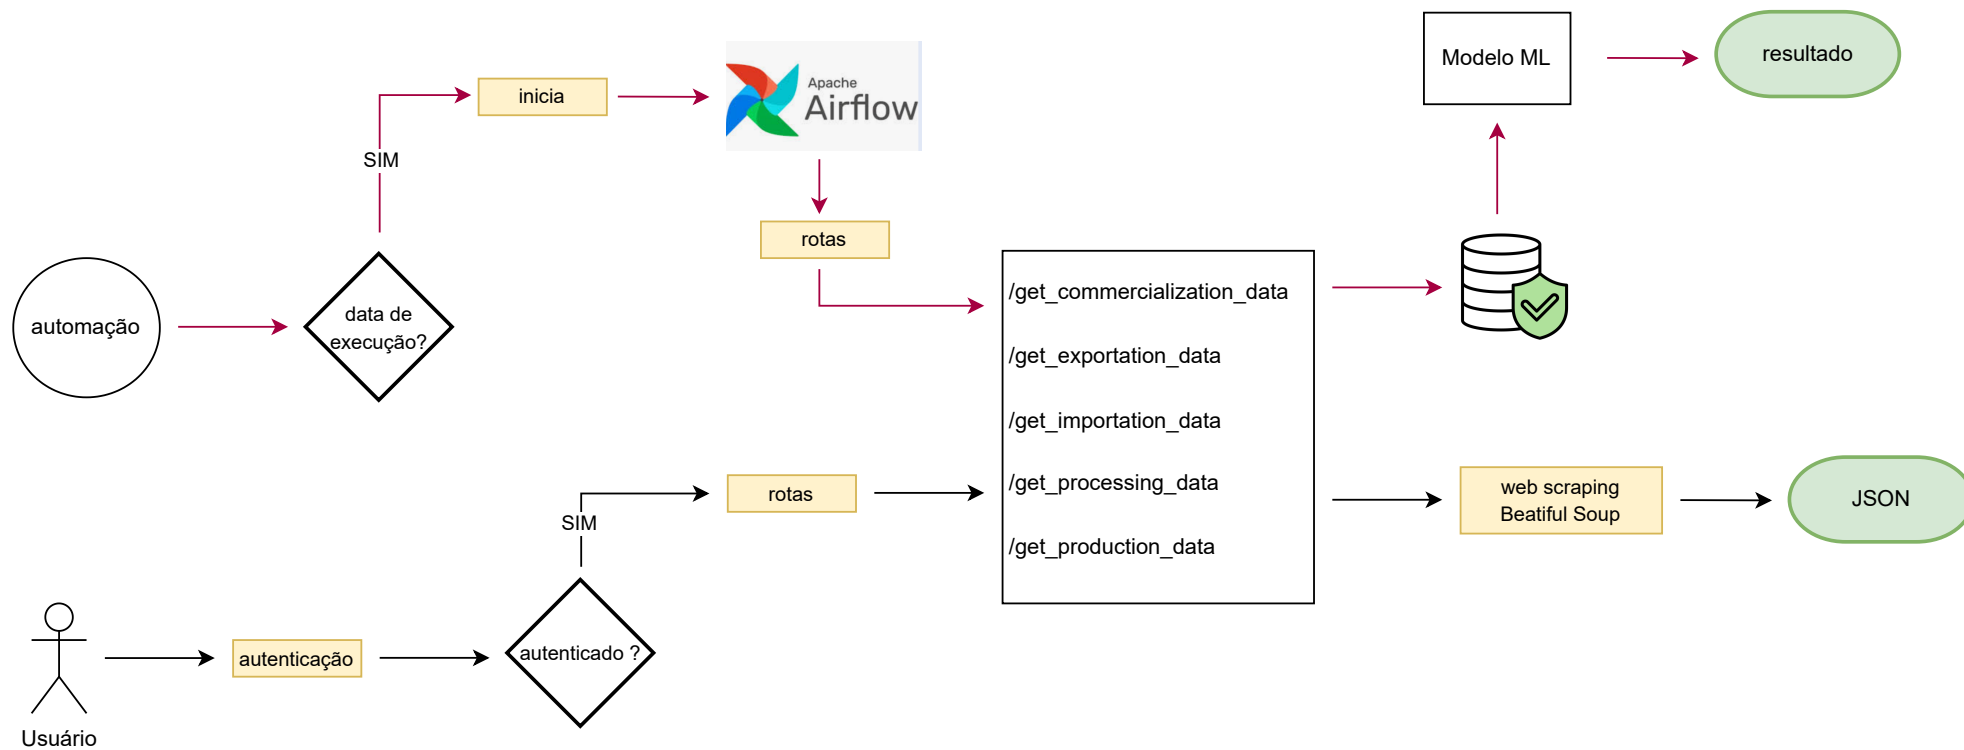 Modelo ML
resultado
Apache
Airflow
inicia
SIM
rotas
automação
data de
execução?
/get_commercialization_data
/get_exportation_data
/get_importation_data
/get_processing_data
/get_production_data
SIM
rotas
web scraping
Beatiful Soup
JSON
autenticação
autenticado ?
Usuário